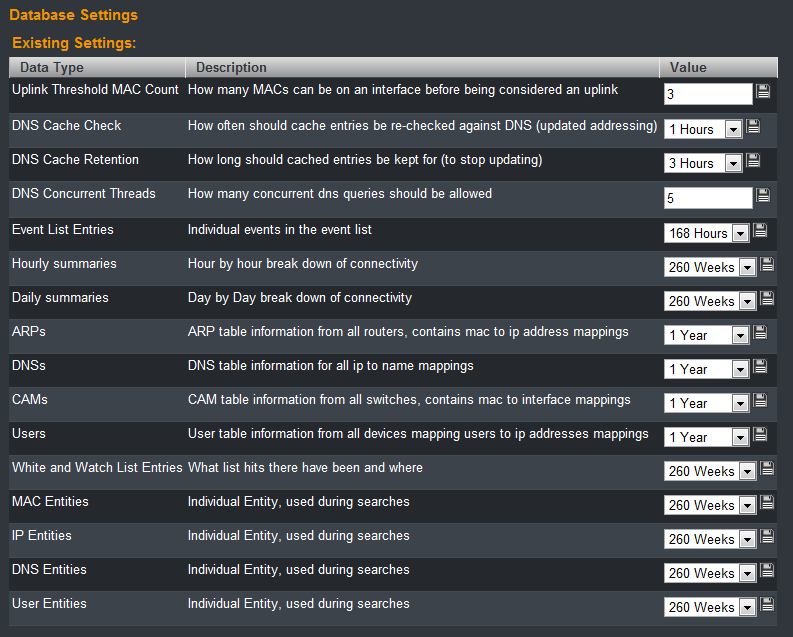 Database Settings
Existing Settings:
Data Type Description Value
Uplink Threshold MAC Count How many MACs can be on an interface before being considered an uplink 3
DNS Cache Check How often should cache entries be re-checked against DNS (updated addressing) 1 Hours
DNS Cache Retention How long should cached entries be kept for (to stop updating) 3 Hours
DNS Concurrent Threads How many concurrent dns queries should be allowed 5
Event List Entries Individual events in the event list 168 Hours
Hourly summaries Hour by hour break down of connectivity 260 Weeks
Daily summaries Day by Day break down of connectivity 260 Weeks
ARPs ARP table information from all routers, contains mac to ip address mappings 1 Year
DNSs DNS table information for all ip to name mappings 1 Year
CAMs CAM table information from all switches, contains mac to interface mappings 1 Year
Users User table information from all devices mapping users to ip addresses mappings 1 Year
White and Watch List Entries What list hits there have been and where 260 Weeks
MAC Entities Individual Entity, used during searches 260 Weeks
IP Entities Individual Entity, used during searches 260 Weeks
DNS Entities Individual Entity, used during searches 260 Weeks
User Entities Individual Entity, used during searches 260 Weeks